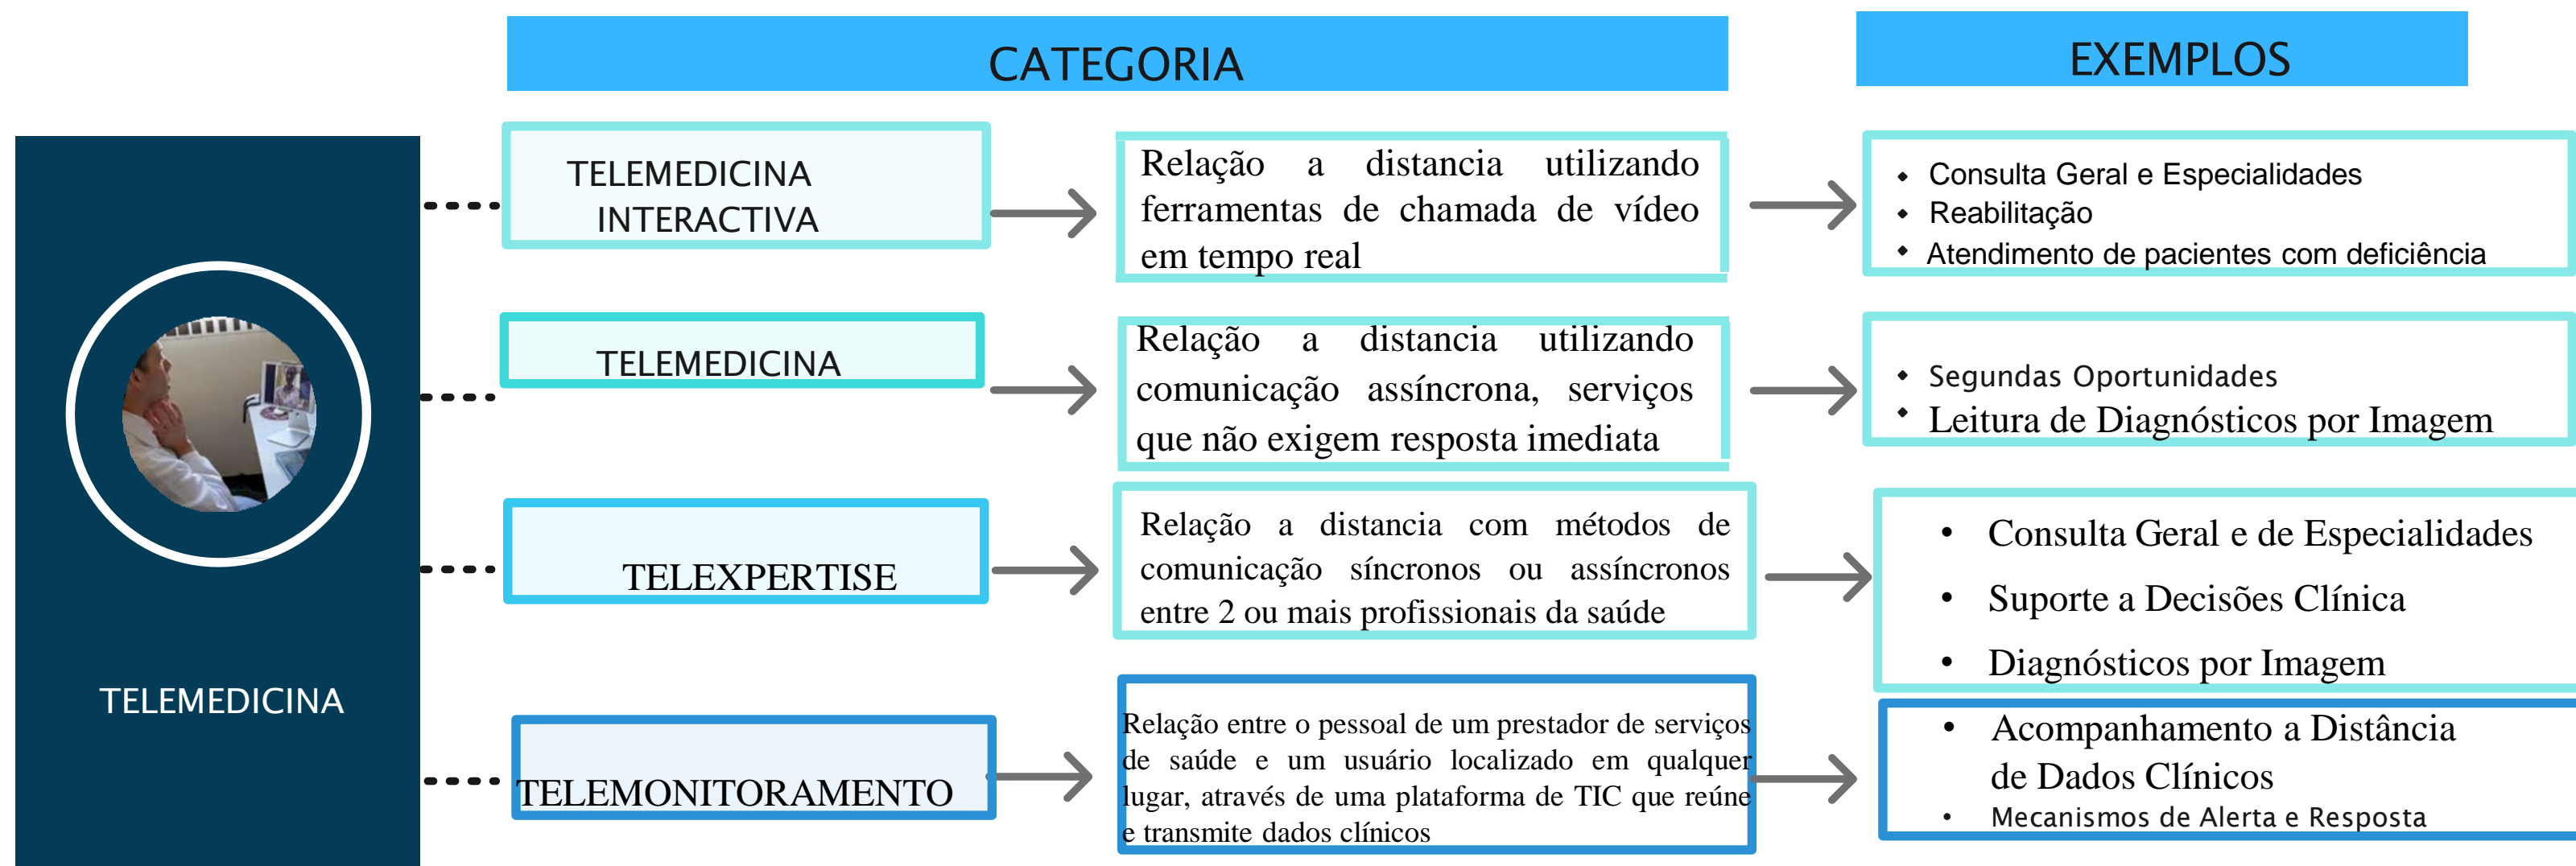 CATEGORIA
EXEMPLOS
TELEMEDICINA
TELEMEDICINA
INTERACTIVA
Relação a distancia utilizando
ferramentas de chamada de vídeo
em tempo real
Consulta Geral e Especialidades
Reabilitação
Atendimento de pacientes com deficiência
TELEMEDICINA
Relação a distancia utilizando
comunicação assíncrona, serviços
que não exigem resposta imediata
Segundas Oportunidades
Leitura de Diagnósticos por Imagem
TELEXPERTISE
Relação a distancia com métodos de
comunicação síncronos ou assíncronos
entre 2 ou mais profissionais da saúde
• Consulta Geral e de Especialidades
• Suporte a Decisões Clínica
• Diagnósticos por Imagem
TELEMONITORAMENTO
Relação entre o pessoal de um prestador de serviços
de saúde e um usuário localizado em qualquer
lugar, através de uma plataforma de TIC que reúne
e transmite dados clínicos
• Acompanhamento a Distância
de Dados Clínicos
• Mecanismos de Alerta e Resposta